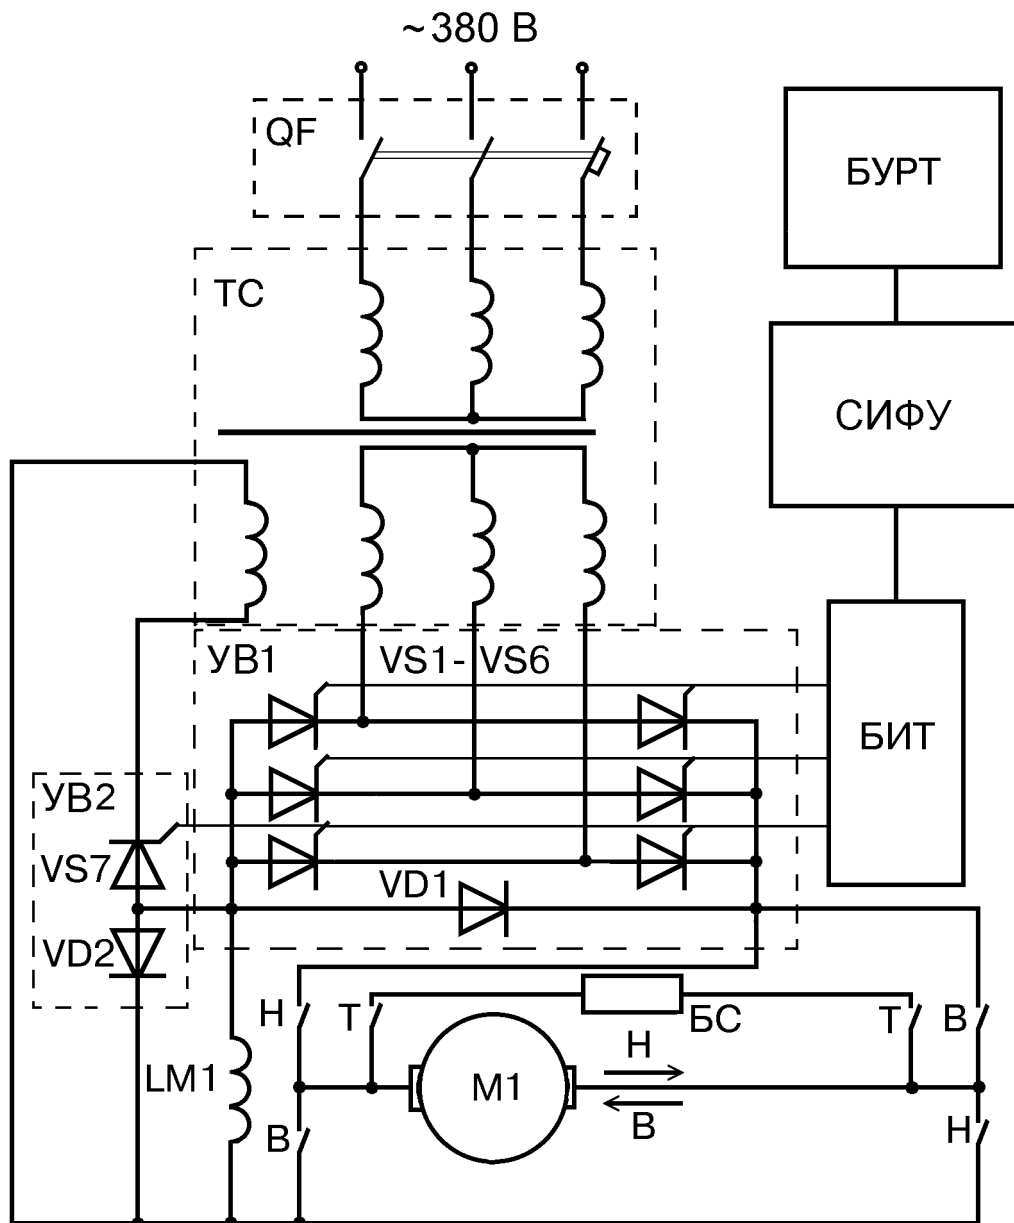 ~380 В
QF
БУРТ
ТС
СИФУ
УВ1
VS1- VS6
БИТ
УВ2
VS7
VD1
VD2
Н
Т
БС
Т
В
Н
LM1
М1
В
В
Н